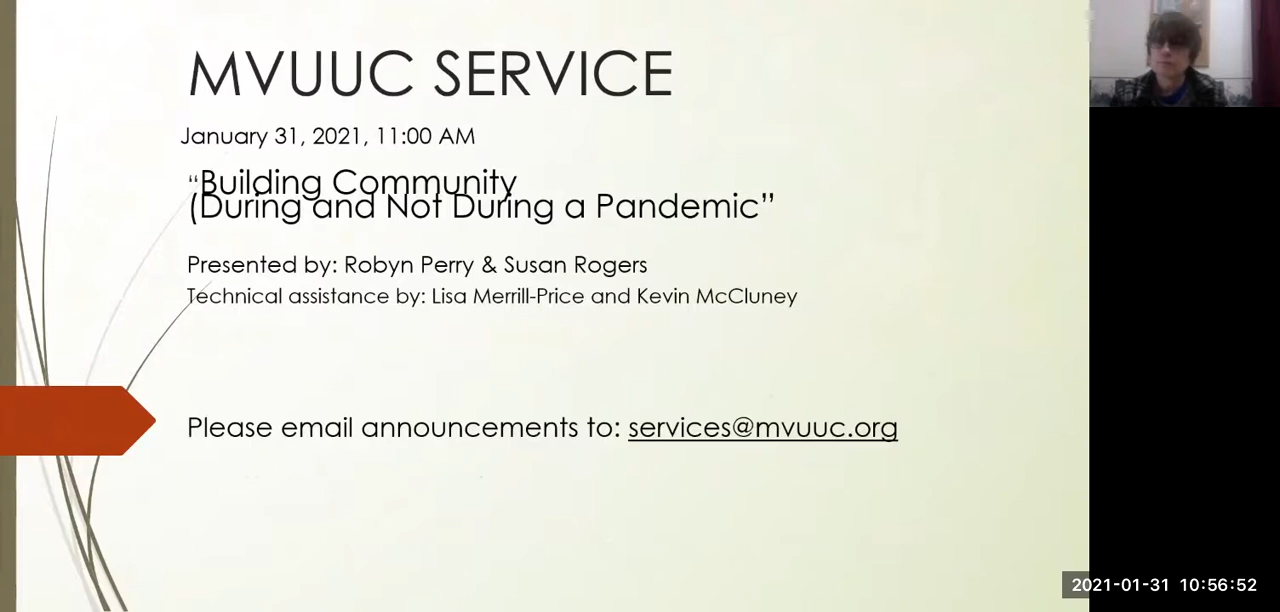 MVUUC SERVICE
January 31, 2021, 11:00 AM
“Building Community
(During and Not During a Pandemic”
Presented by: Robyn Perry & Susan Rogers
Technical assistance by: Lisa Merrill-Price and Kevin McCluney
Please email announcements to: services@mvuuc.org
2021-01-31 10:56:52